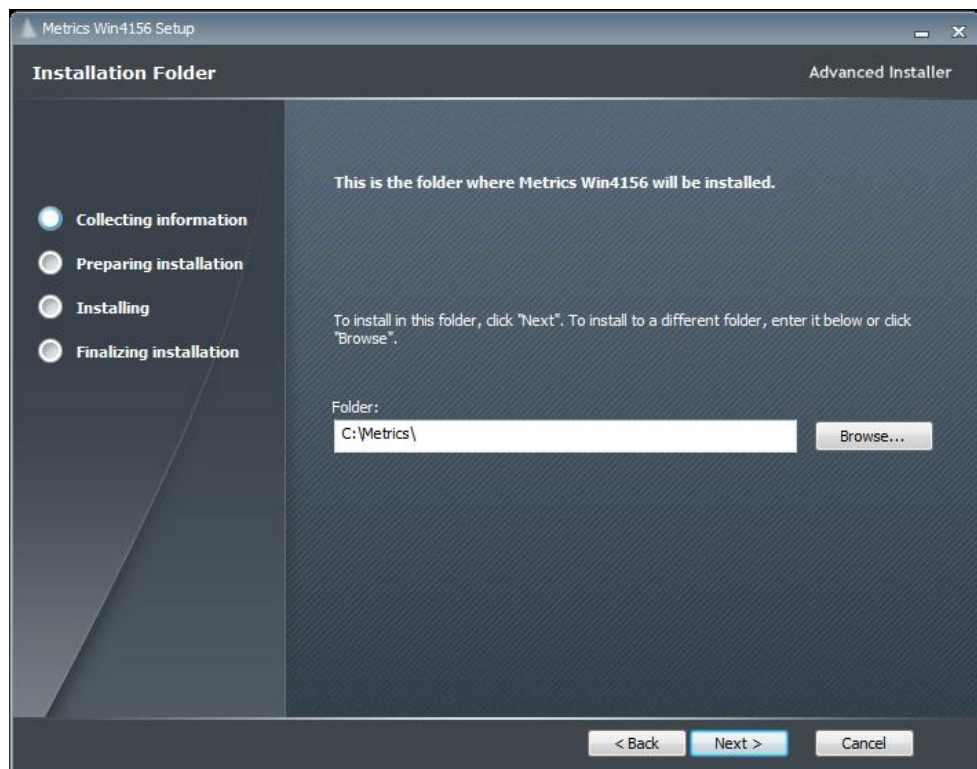 Metrics Win4156 Setup
Installation Folder
Advanced Installer
This is the folder where Metrics Win4156 will be installed.
Collecting information
Preparing installation
Installing
Finalizing installation
To install in this folder, click "Next". To install to a different folder, enter it below or click
"Browse".
Folder:
C:\Metrics\
Browse...
< Back
Next >
Cancel